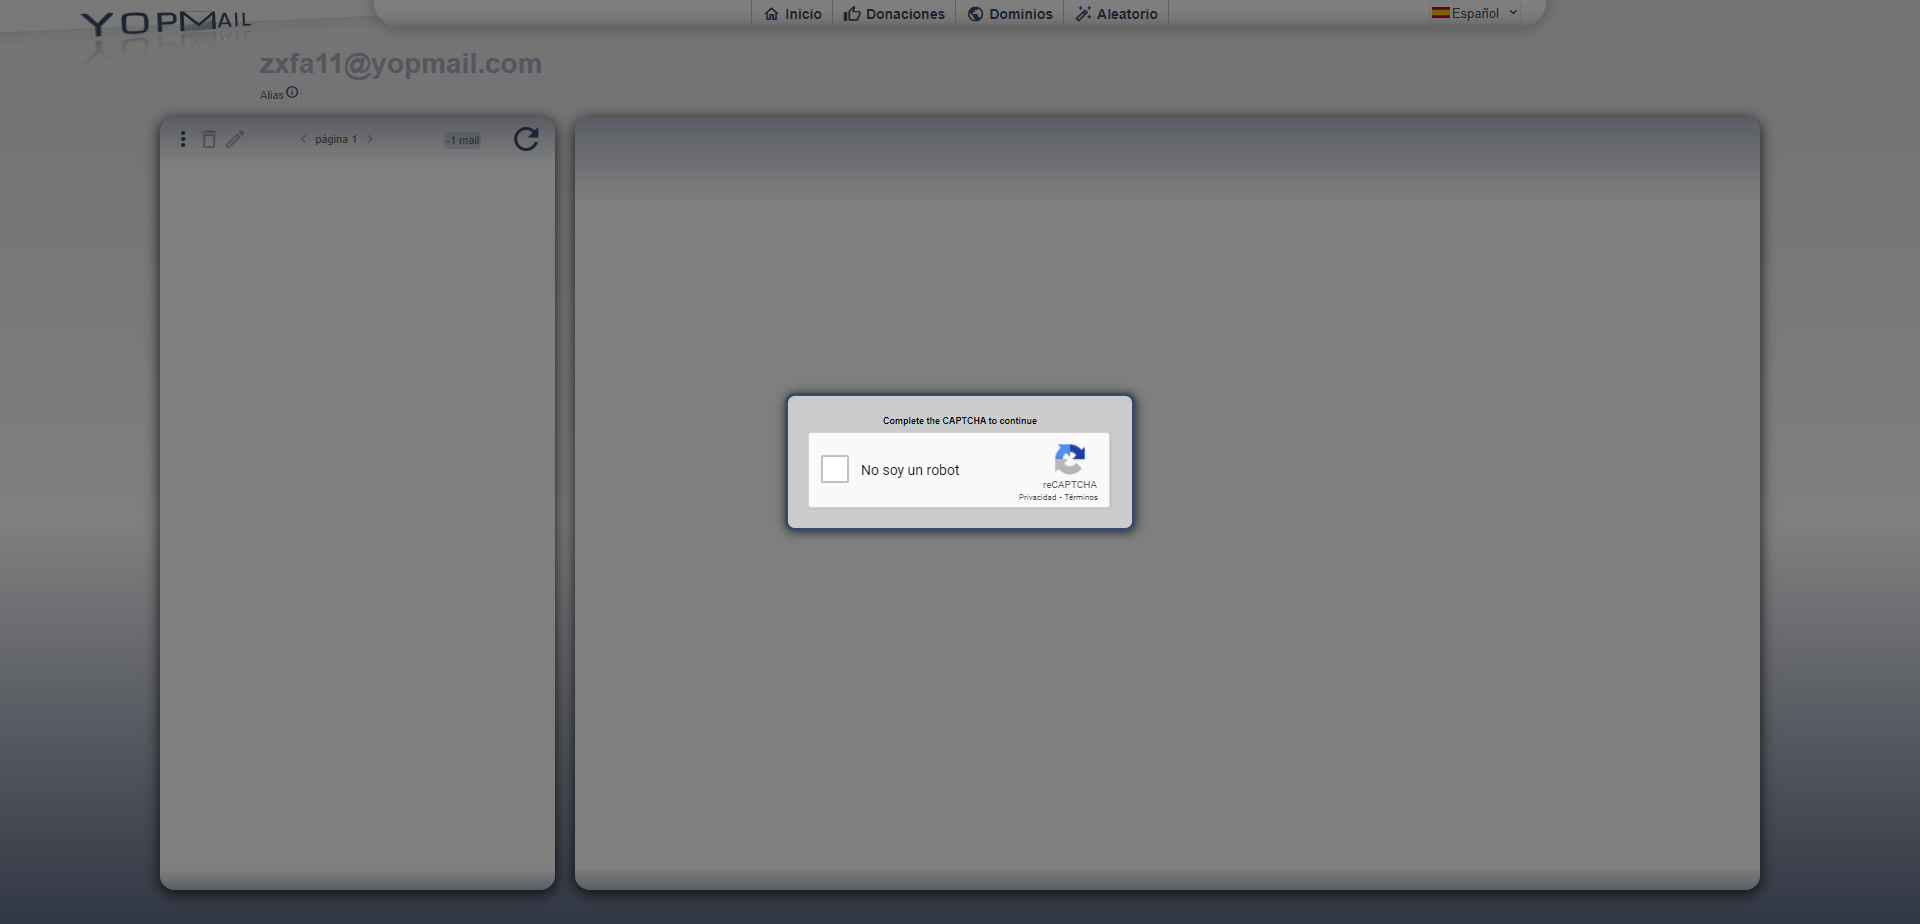 YOPMAIL
Inicio
Donaciones
Dominios
Aleatorio
Español
zxfa11@yopmail.com
Alias :
página 1
-1 mail
Complete the CAPTCHA to continue
No soy un robot
reCAPTCHA
Privacidad - Términos